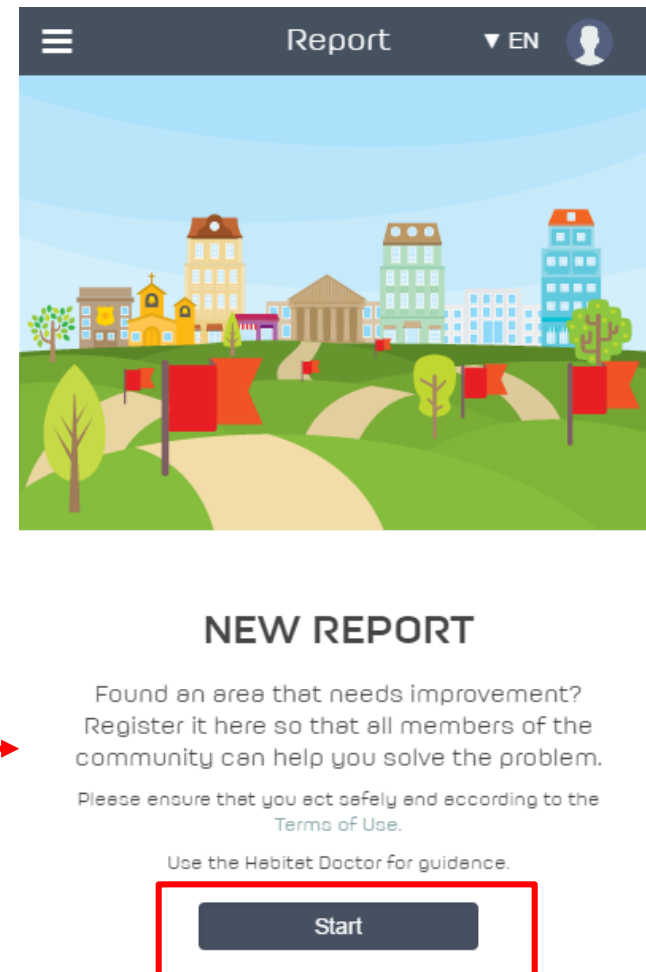 Report ▼ EN
NEW REPORT
Found an area that needs improvement?
Register it here so that all members of the
community can help you solve the problem.
Please ensure that you act safely and according to the
Terms of Use.
Use the Habitat Doctor for guidance.
Start